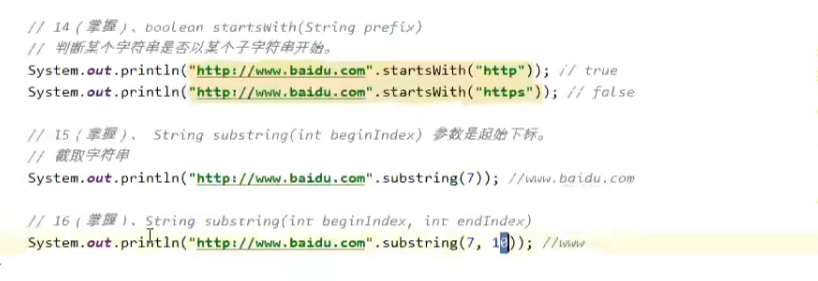 // 14（掌握）、boolean startsWith(String prefix)
// 判断某个字符串是否以某个子字符串开始。
System.out.println("http://www.baidu.com".startsWith("http")); // true
System.out.println("http://www.baidu.com".startsWith("https")); // false
// 15（掌握）、 String substring(int beginIndex) 参数是起始下标。
// 截取字符串
System.out.println("http://www.baidu.com".substring(7)); //www.baidu.com
// 16（掌握）、String substring(int beginIndex, int endIndex)
System.out.println("http://www.baidu.com".substring(7, 10)); //www